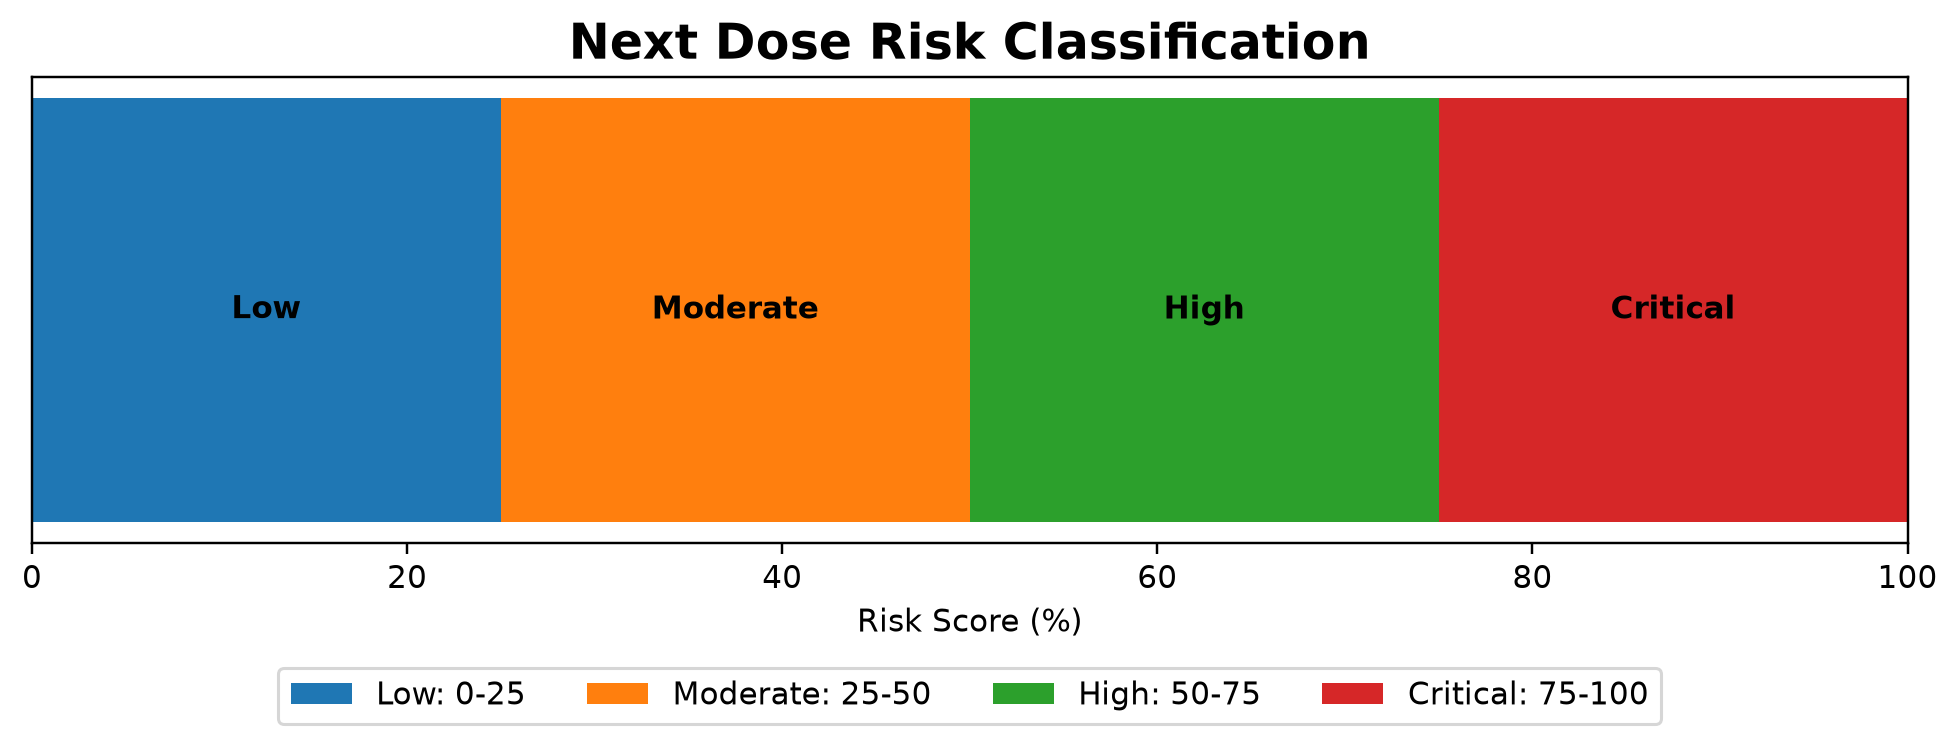 Next Dose Risk Classification
Low Moderate High Critical
0 20 40 60 80 100
Risk Score (%)
Low: 0-25 Moderate: 25-50 High: 50-75 Critical: 75-100